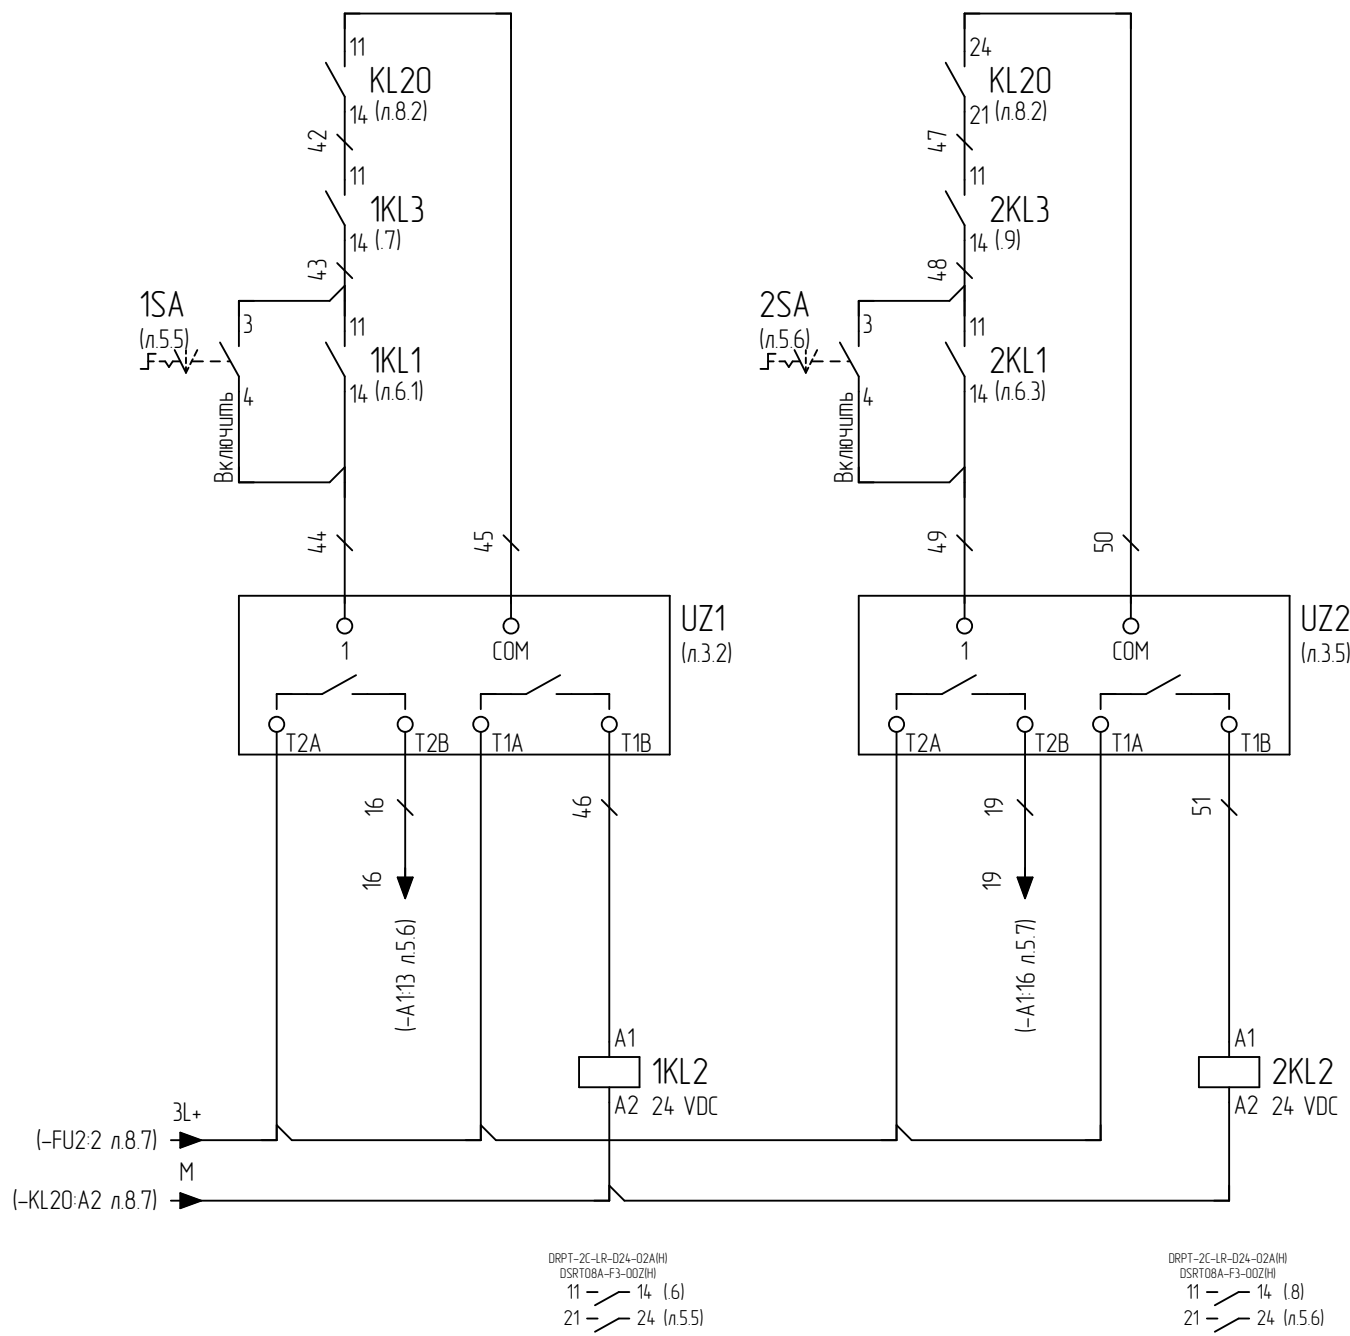 11
KL20
14 (л.8.2)
42
11
1KL3
14 (.7)
43
1SA
(л.5.5)
3
4
Включить
11
1KL1
14 (л.6.1)
44
45
UZ1
(л.3.2)
1
COM
T2A
T2B
T1A
T1B
16
16
(-A1:13 л.5.6)
46
A1
1KL2
A2 24 VDC
24
KL20
21 (л.8.2)
47
11
2KL3
14 (.9)
48
2SA
(л.5.6)
3
4
Включить
11
2KL1
14 (л.6.3)
49
50
UZ2
(л.3.5)
1
COM
T2A
T2B
T1A
T1B
19
19
(-A1:16 л.5.7)
51
A1
2KL2
A2 24 VDC
3L+
(-FU2:2 л.8.7)
M
(-KL20:A2 л.8.7)
DRPT-2C-LR-D24-02A(H)
DSRT08A-F3-00Z(H)
11 14 (.6)
21 24 (л.5.5)
DRPT-2C-LR-D24-02A(H)
DSRT08A-F3-00Z(H)
11 14 (.8)
21 24 (л.5.6)